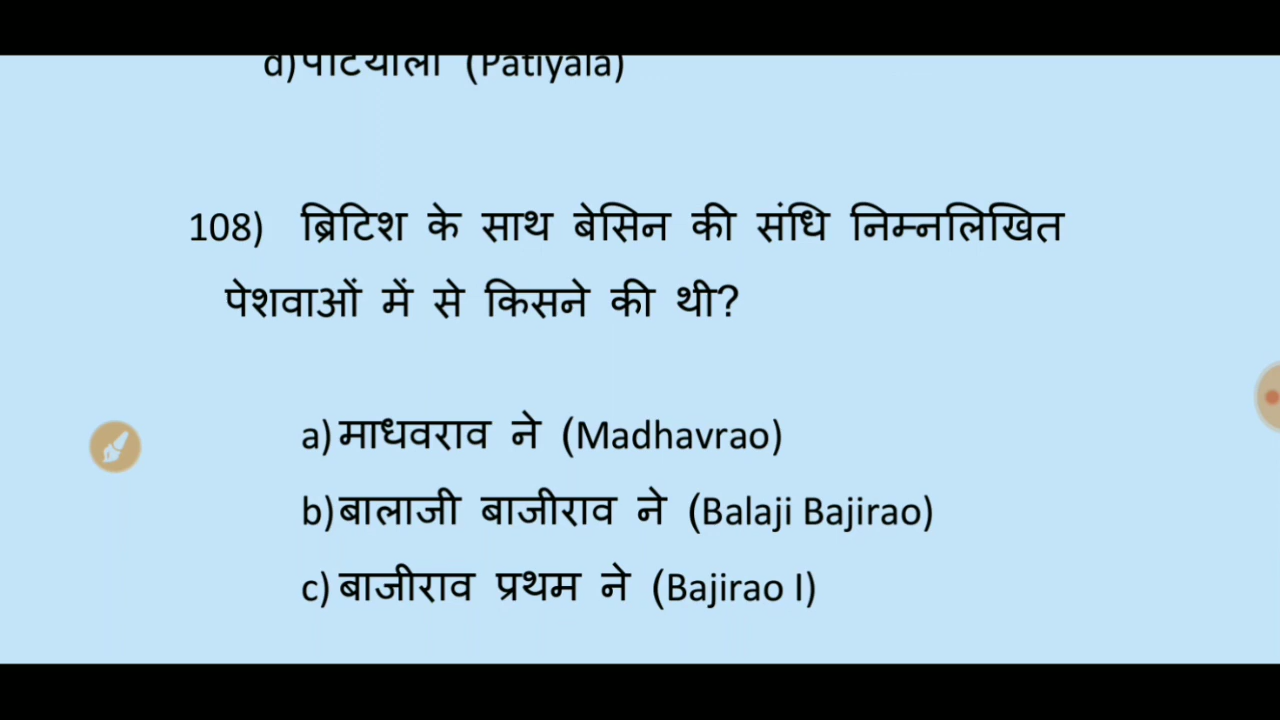 d) पटियाला (Patiyala)
108) ब्रिटिश के साथ बेसिन की संधि निम्नलिखित
पेशवाओं में से किसने की थी?
a) माधवराव ने (Madhavrao)
b) बालाजी बाजीराव ने (Balaji Bajirao)
c) बाजीराव प्रथम ने (Bajirao I)